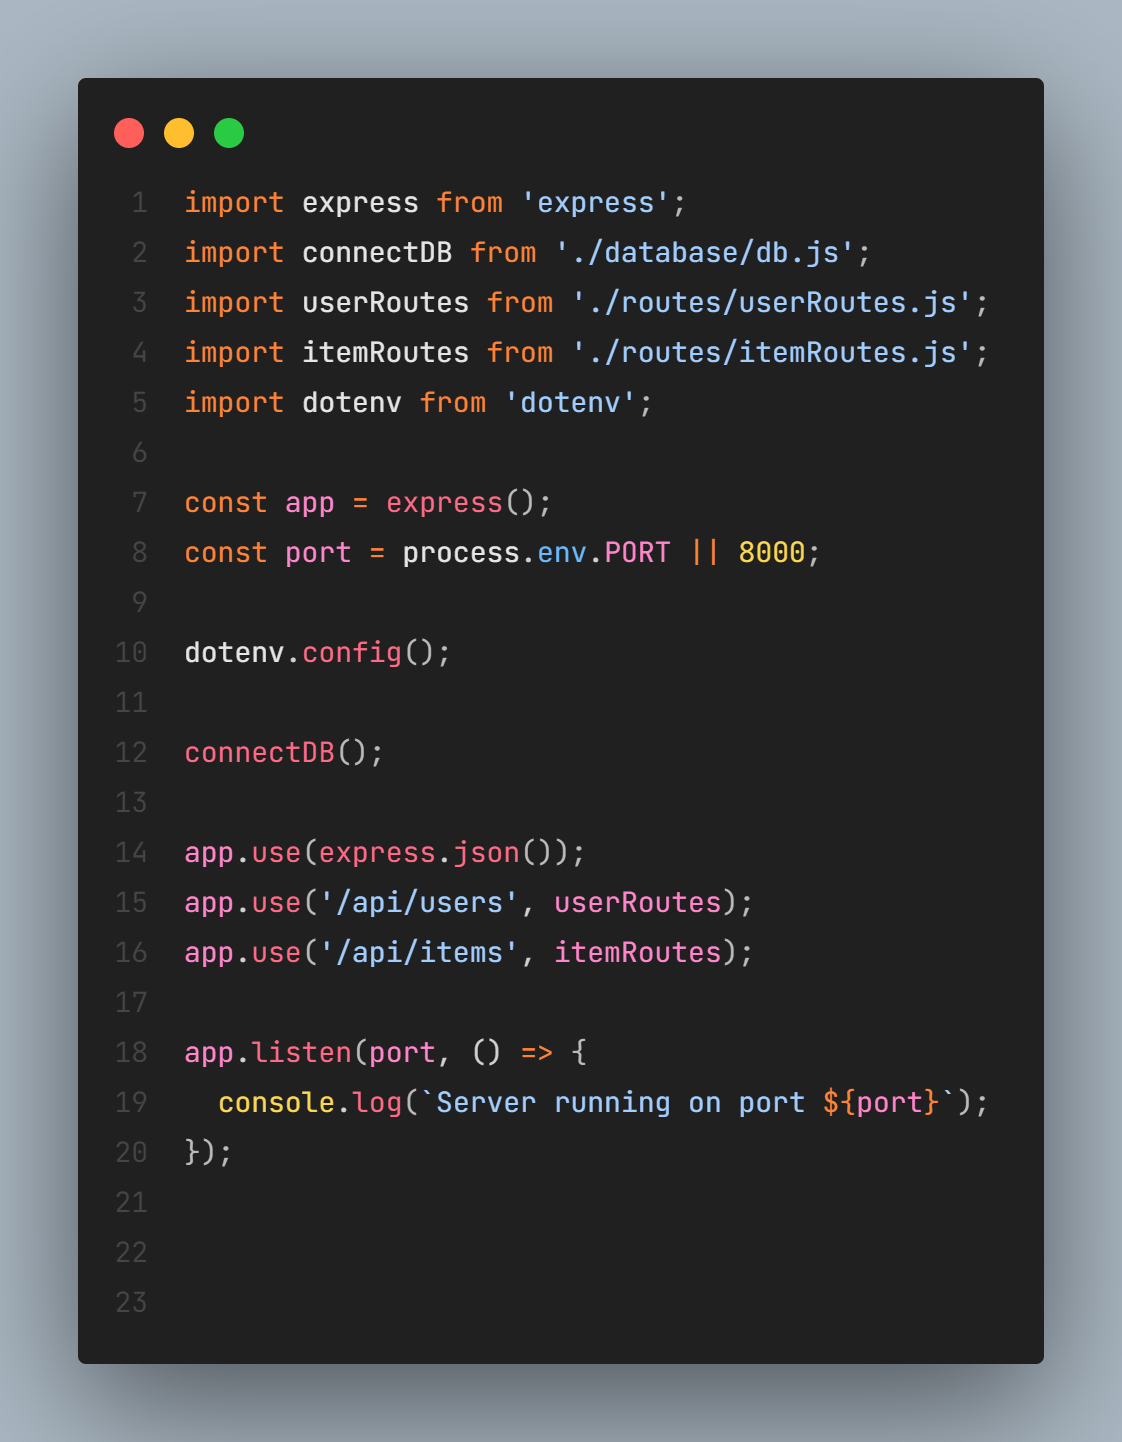 1 import express from 'express';
2 import connectDB from './database/db.js';
3 import userRoutes from './routes/userRoutes.js';
4 import itemRoutes from './routes/itemRoutes.js';
5 import dotenv from 'dotenv';
6
7 const app = express();
8 const port = process.env.PORT || 8000;
9
10 dotenv.config();
11
12 connectDB();
13
14 app.use(express.json());
15 app.use('/api/users', userRoutes);
16 app.use('/api/items', itemRoutes);
17
18 app.listen(port, () => {
19   console.log(`Server running on port ${port}`);
20 });
21
22
23